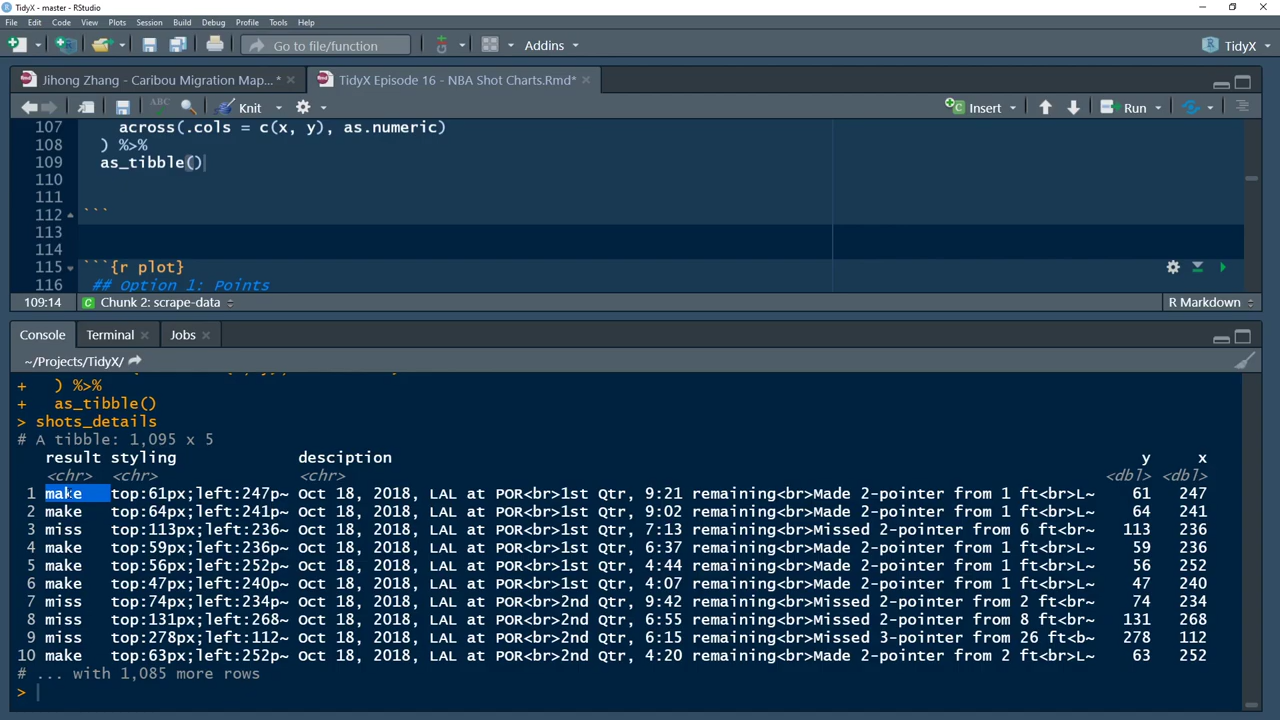 TidyX - master - RStudio
File Edit Code View Plots Session Build Debug Profile Tools Help
Go to file/function Addins TidyX
Jihong Zhang - Caribou Migration Map...* TidyX Episode 16 - NBA Shot Charts.Rmd*
ABC Knit Insert Run
107 across(.cols = c(x, y), as.numeric)
108 ) %>%
109 as_tibble()
110
111
112 ```
113
114
115 ```{r plot}
116 ## Option 1: Points
109:14 C Chunk 2: scrape-data R Markdown
Console Terminal Jobs
~/Projects/TidyX/
+ ) %>%
+ as_tibble()
> shots_details
# A tibble: 1,095 x 5
result styling desciption y x
<chr> <chr> <chr> <dbl> <dbl>
1 make top:61px;left:247p~ Oct 18, 2018, LAL at POR<br>1st Qtr, 9:21 remaining<br>Made 2-pointer from 1 ft<br>L~ 61 247
2 make top:64px;left:241p~ Oct 18, 2018, LAL at POR<br>1st Qtr, 9:02 remaining<br>Made 2-pointer from 1 ft<br>L~ 64 241
3 miss top:113px;left:236~ Oct 18, 2018, LAL at POR<br>1st Qtr, 7:13 remaining<br>Missed 2-pointer from 6 ft<br~ 113 236
4 make top:59px;left:236p~ Oct 18, 2018, LAL at POR<br>1st Qtr, 6:37 remaining<br>Made 2-pointer from 1 ft<br>L~ 59 236
5 make top:56px;left:252p~ Oct 18, 2018, LAL at POR<br>1st Qtr, 4:44 remaining<br>Made 2-pointer from 1 ft<br>L~ 56 252
6 make top:47px;left:240p~ Oct 18, 2018, LAL at POR<br>1st Qtr, 4:07 remaining<br>Made 2-pointer from 1 ft<br>L~ 47 240
7 miss top:74px;left:234p~ Oct 18, 2018, LAL at POR<br>2nd Qtr, 9:42 remaining<br>Missed 2-pointer from 2 ft<br~ 74 234
8 miss top:131px;left:268~ Oct 18, 2018, LAL at POR<br>2nd Qtr, 6:55 remaining<br>Missed 2-pointer from 8 ft<br~ 131 268
9 miss top:278px;left:112~ Oct 18, 2018, LAL at POR<br>2nd Qtr, 6:15 remaining<br>Missed 3-pointer from 26 ft<b~ 278 112
10 make top:63px;left:252p~ Oct 18, 2018, LAL at POR<br>2nd Qtr, 4:20 remaining<br>Made 2-pointer from 2 ft<br>L~ 63 252
# ... with 1,085 more rows
>